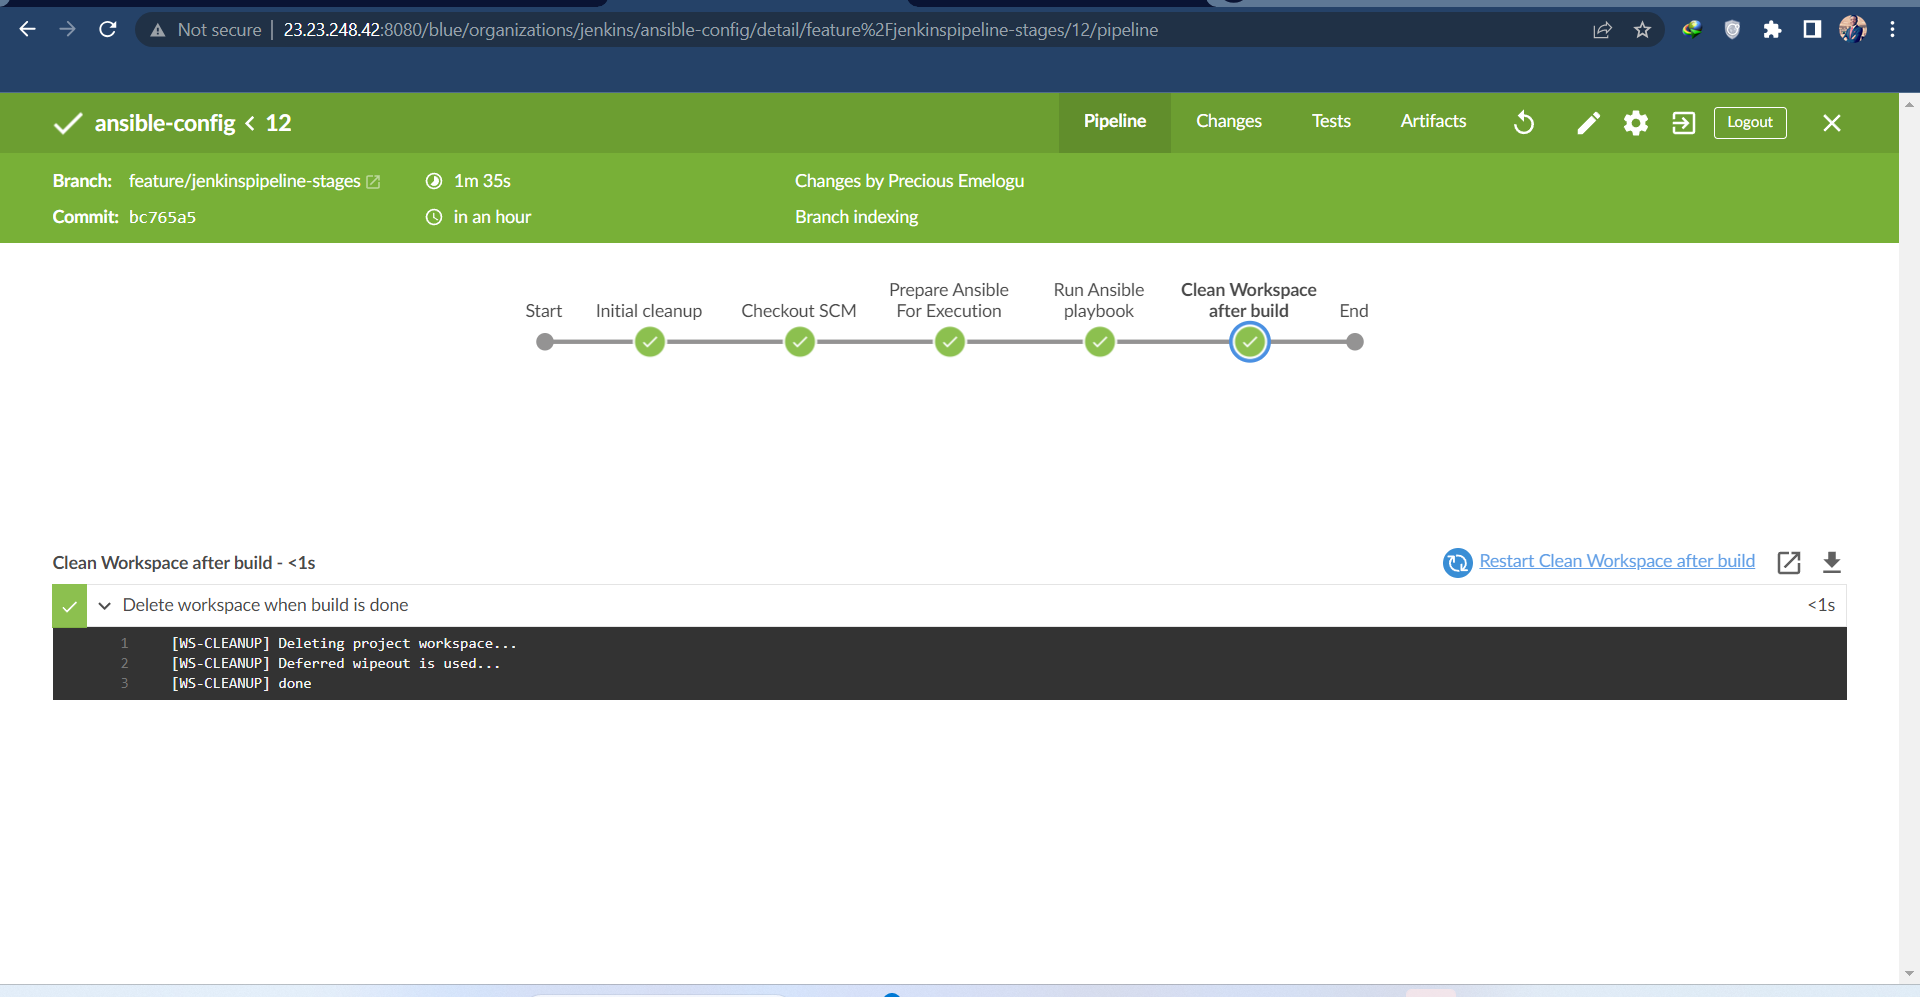 Not secure 23.23.248.42:8080/blue/organizations/jenkins/ansible-config/detail/feature%2Fjenkinspipeline-stages/12/pipeline
ansible-config < 12
Pipeline
Changes
Tests
Artifacts
Logout
Branch: feature/jenkinspipeline-stages
1m 35s
Changes by Precious Emelogu
Commit: bc765a5
in an hour
Branch indexing
Start
Initial cleanup
Checkout SCM
Prepare Ansible
For Execution
Run Ansible
playbook
Clean Workspace
after build
End
Clean Workspace after build - <1s
Restart Clean Workspace after build
Delete workspace when build is done
<1s
1 [WS-CLEANUP] Deleting project workspace...
2 [WS-CLEANUP] Deferred wipeout is used...
3 [WS-CLEANUP] done